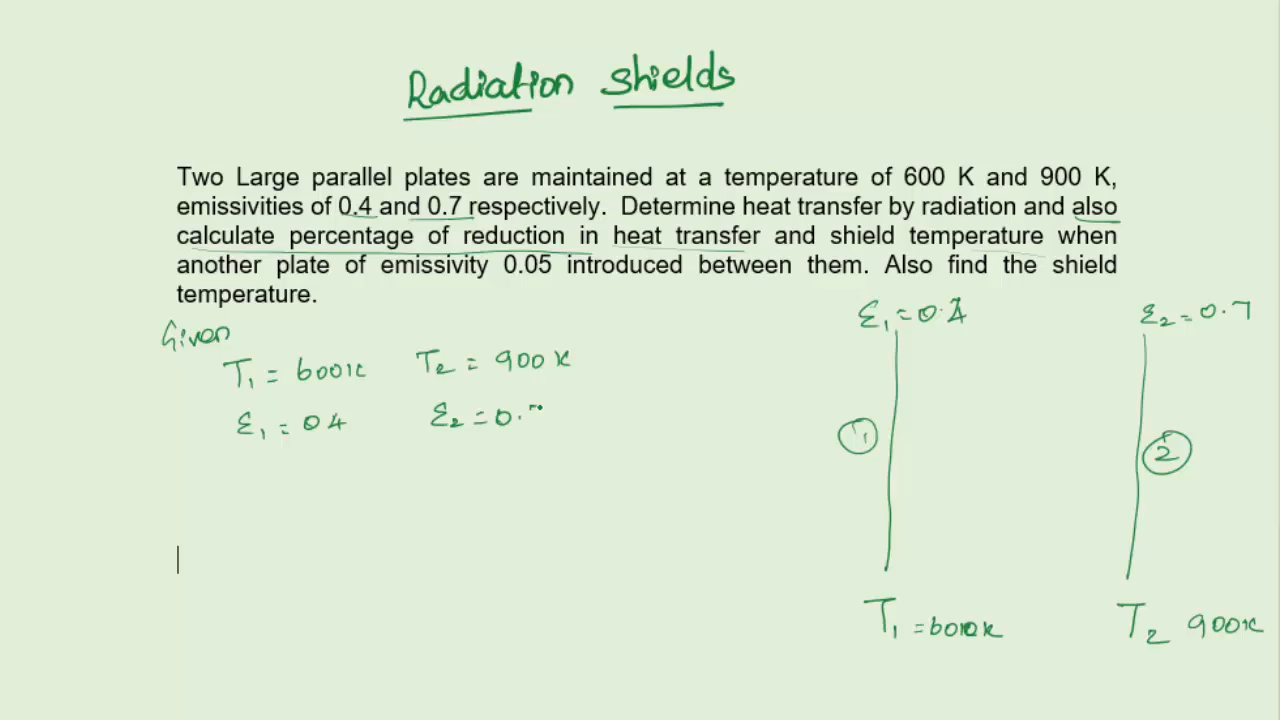 Radiation shields
Two Large parallel plates are maintained at a temperature of 600 K and 900 K,
emissivities of 0.4 and 0.7 respectively. Determine heat transfer by radiation and also
calculate percentage of reduction in heat transfer and shield temperature when
another plate of emissivity 0.05 introduced between them. Also find the shield
temperature.
Given
T₁ = 600K T₂ = 900 K
ε₁ = 04 ε₂ = 0.
ε₁ = 0.4 ε₂ = 0.7
2
T₁ = 600K T₂ 900K